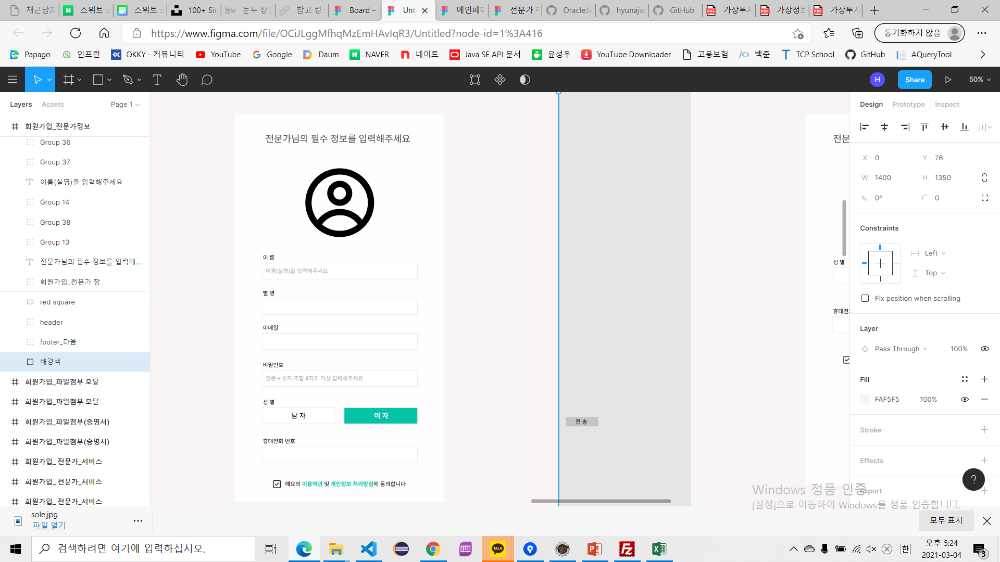 채근담
스위트
스위트
100+ Sin
눈누 상업
참고 링크
Board –
Unti
메인페이
전문가
OracleJa
hyunajan
GitHub
가상투자
가상정보
가상투자
https://www.figma.com/file/OCiJLggMfhqMzEmHAvIqR3/Untitled?node-id=1%3A416
동기화하지 않음
Papago
인프런
OKKY - 커뮤니티
YouTube
Google
Daum
NAVER
네이트
Java SE API 문서
윤성우
YouTube Downloader
고용보험
백준
TCP School
GitHub
AQueryTool
H
Share
50%
Layers
Assets
Page 1
회원가입_전문가정보
Group 36
Group 37
이름(실명)을 입력해주세요
Group 14
Group 38
Group 13
전문가님의 필수 정보를 입력해...
회원가입_전문가 창
red square
header
footer_다음
배경색
회원가입_파일첨부 모달
회원가입_파일첨부 모달
회원가입_파일첨부(증명서)
회원가입_파일첨부(증명서)
회원가입_ 전문가_서비스
회원가입_ 전문가_서비스
회원가입_ 전문가_서비스
전문가님의 필수 정보를 입력해주세요
이 름
이름(실명)을 입력해주세요
별 명
이메일
비밀번호
영문 + 숫자 조합 8자리 이상 입력해주세요
성 별
남 자
여 자
휴대전화 번호
해요의 이용약관 및 개인정보 처리방침에 동의합니다
전 송
전문
성 별
휴대전화
Design
Prototype
Inspect
X 0
Y 76
W 1400
H 1350
0°
0
Constraints
Left
Top
Fix position when scrolling
Layer
Pass Through
100%
Fill
FAF5F5
100%
Stroke
Effects
Export
?
Windows 정품 인증
[설정]으로 이동하여 Windows를 정품 인증합니다.
sole.jpg
파일 열기
모두 표시
검색하려면 여기에 입력하십시오.
TALK
한
오후 5:24
2021-03-04
3